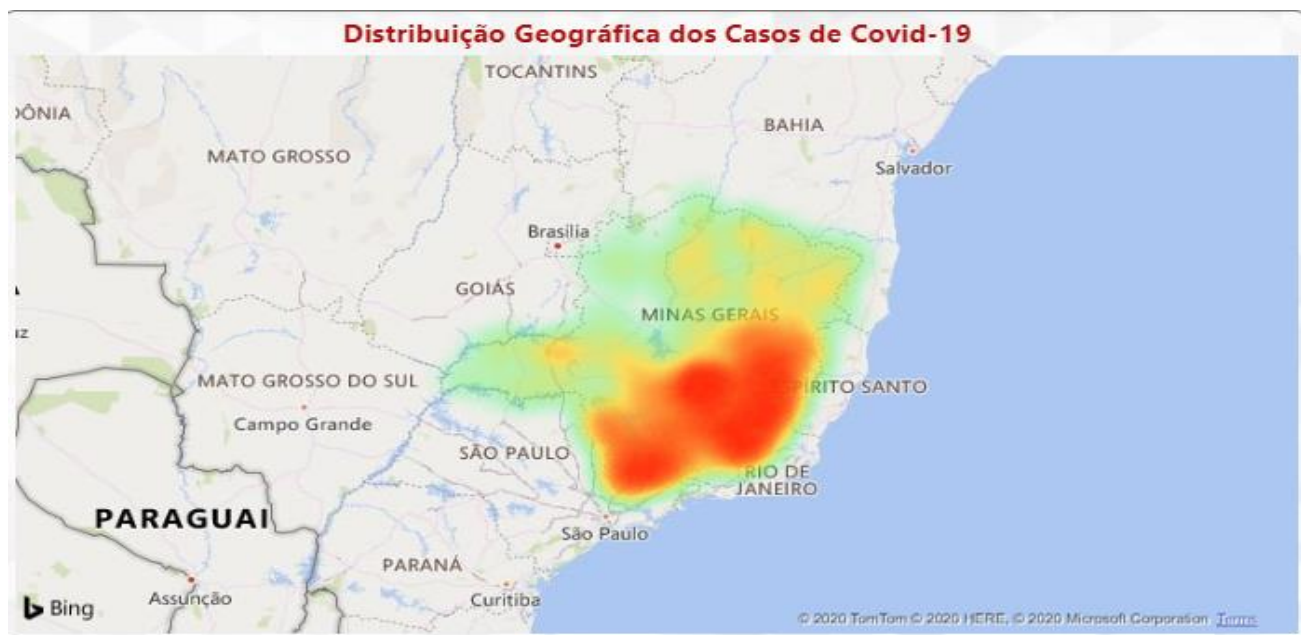 Distribuição Geográfica dos Casos de Covid-19
TOCANTINS
BAHIA
MATO GROSSO
Salvador
Brasília
GOIÁS
MINAS GERAIS
MATO GROSSO DO SUL
Campo Grande
SÃO PAULO
RIO DE
JANEIRO
São Paulo
PARAGUAI
PARANÁ
Assunção
Curitiba
Bing
© 2020 TomTom © 2020 HERE, © 2020 Microsoft Corporation Terms